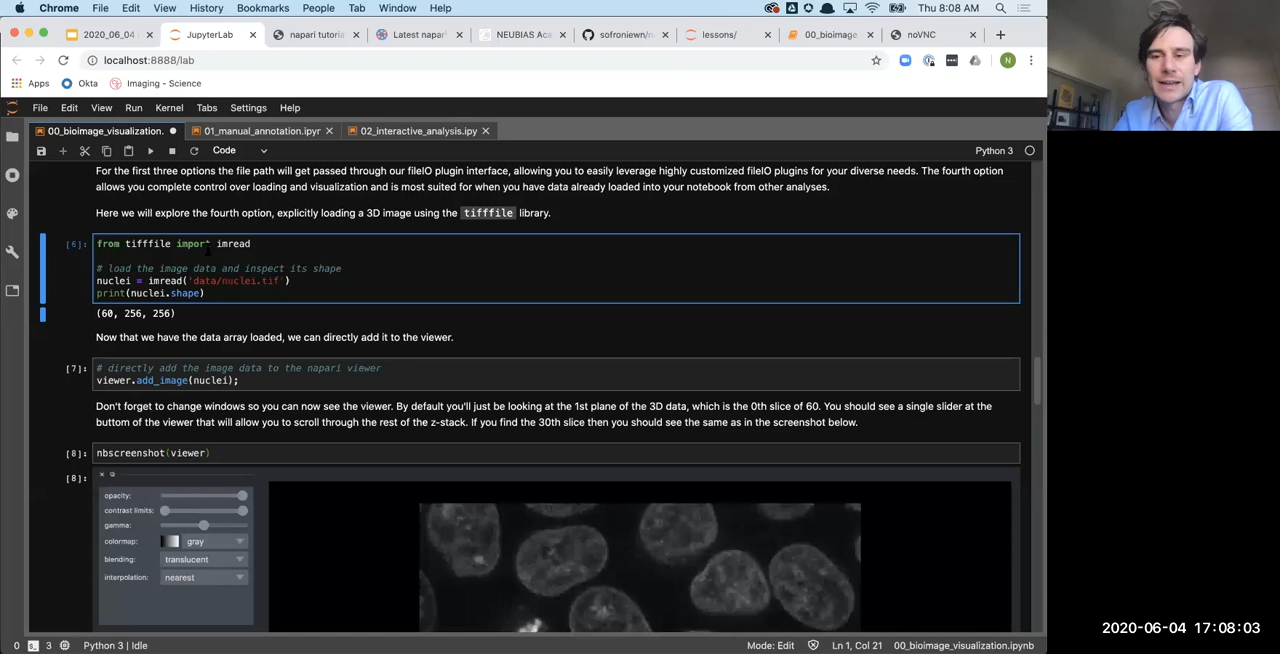 Chrome File Edit View History Bookmarks People Tab Window Help Thu 8:08 AM
2020_06_04 JupyterLab napari tutori Latest napar NEUBIAS Aca sofroniewn/n lessons/ 00_bioimage noVNC
localhost:8888/lab N
Apps Okta Imaging - Science
File Edit View Run Kernel Tabs Settings Help
00_bioimage_visualization. 01_manual_annotation.ipyr 02_interactive_analysis.ipy
Code Python 3
For the first three options the file path will get passed through our fileIO plugin interface, allowing you to easily leverage highly customized fileIO plugins for your diverse needs. The fourth option
allows you complete control over loading and visualization and is most suited for when you have data already loaded into your notebook from other analyses.
Here we will explore the fourth option, explicitly loading a 3D image using the tifffile library.
[6]: from tifffile import imread
# load the image data and inspect its shape
nuclei = imread('data/nuclei.tif')
print(nuclei.shape)
(60, 256, 256)
Now that we have the data array loaded, we can directly add it to the viewer.
[7]: # directly add the image data to the napari viewer
viewer.add_image(nuclei);
Don't forget to change windows so you can now see the viewer. By default you'll just be looking at the 1st plane of the 3D data, which is the 0th slice of 60. You should see a single slider at the
buttom of the viewer that will allow you to scroll through the rest of the z-stack. If you find the 30th slice then you should see the same as in the screenshot below.
[8]: nbscreenshot(viewer)
[8]:
opacity:
contrast limits:
gamma:
colormap: gray
blending: translucent
interpolation: nearest
2020-06-04 17:08:03
0 3 Python 3 | Idle Mode: Edit Ln 1, Col 21 00_bioimage_visualization.ipynb